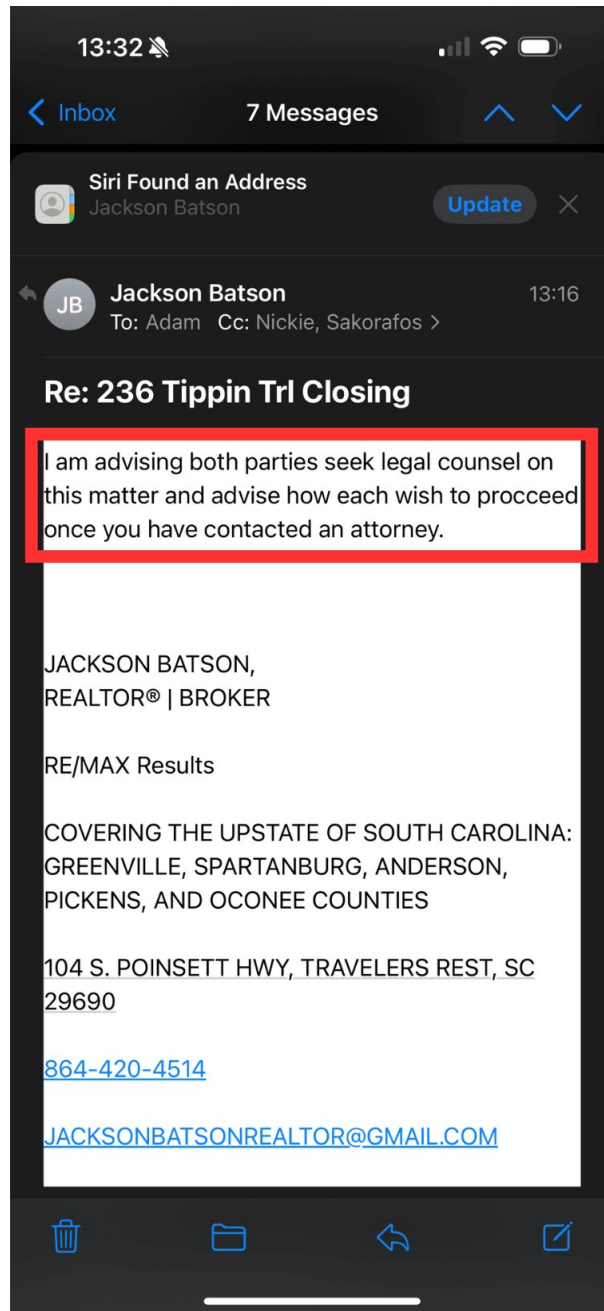 13:32
Inbox
7 Messages
Siri Found an Address
Jackson Batson
Update
JB
Jackson Batson
13:16
To: Adam Cc: Nickie, Sakorafos >
Re: 236 Tippin Trl Closing
I am advising both parties seek legal counsel on
this matter and advise how each wish to procceed
once you have contacted an attorney.
JACKSON BATSON,
REALTOR® | BROKER
RE/MAX Results
COVERING THE UPSTATE OF SOUTH CAROLINA:
GREENVILLE, SPARTANBURG, ANDERSON,
PICKENS, AND OCONEE COUNTIES
104 S. POINSETT HWY, TRAVELERS REST, SC
29690
864-420-4514
JACKSONBATSONREALTOR@GMAIL.COM